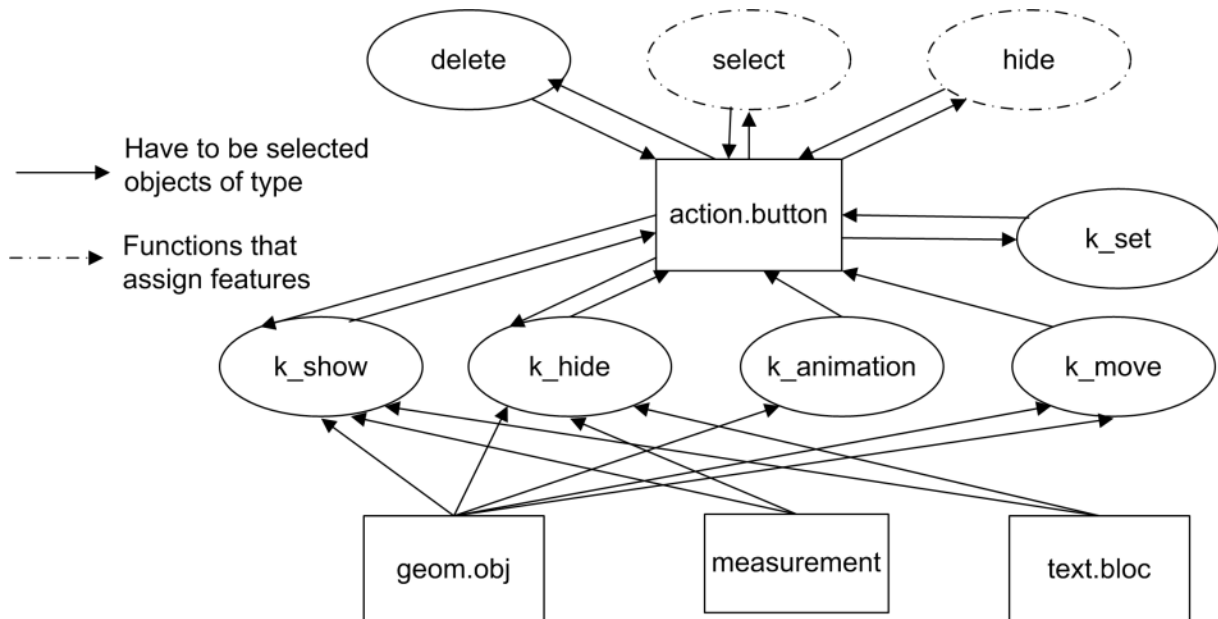 delete
select
hide
Have to be selected
objects of type
action.button
Functions that
assign features
k_set
k_show
k_hide
k_animation
k_move
geom.obj
measurement
text.bloc